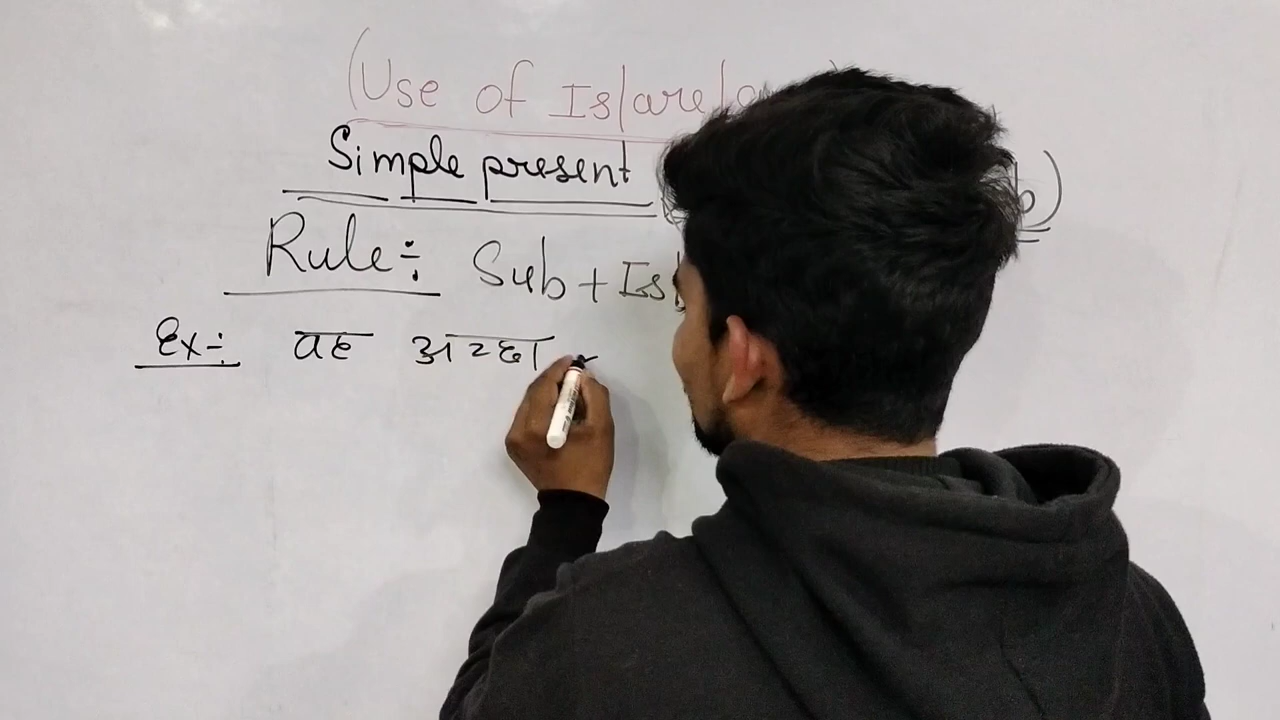 (Use of Is/are/
Simple present
Rule÷ Sub + Is
Ex:- वह अच्छा